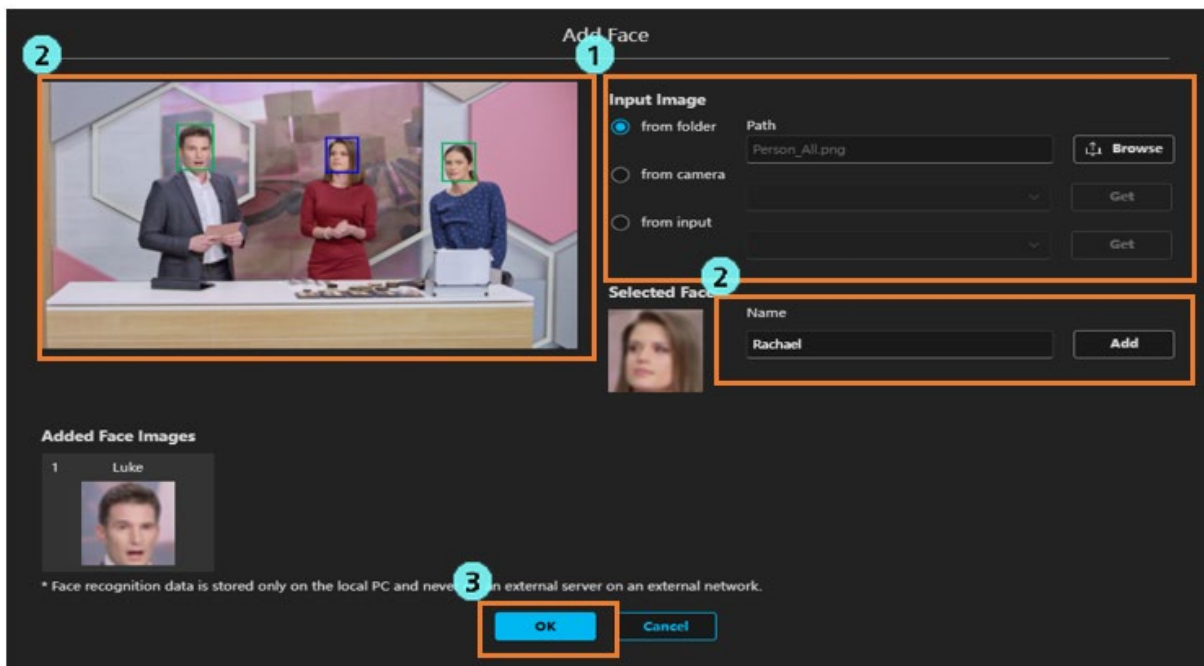 Add Face
2
1
Input Image
from folder
Path
Person_All.png
Browse
from camera
Get
from input
Get
2
Selected Face
Name
Rachael
Add
Added Face Images
1 Luke
* Face recognition data is stored only on the local PC and never n external server on an external network.
3
OK
Cancel